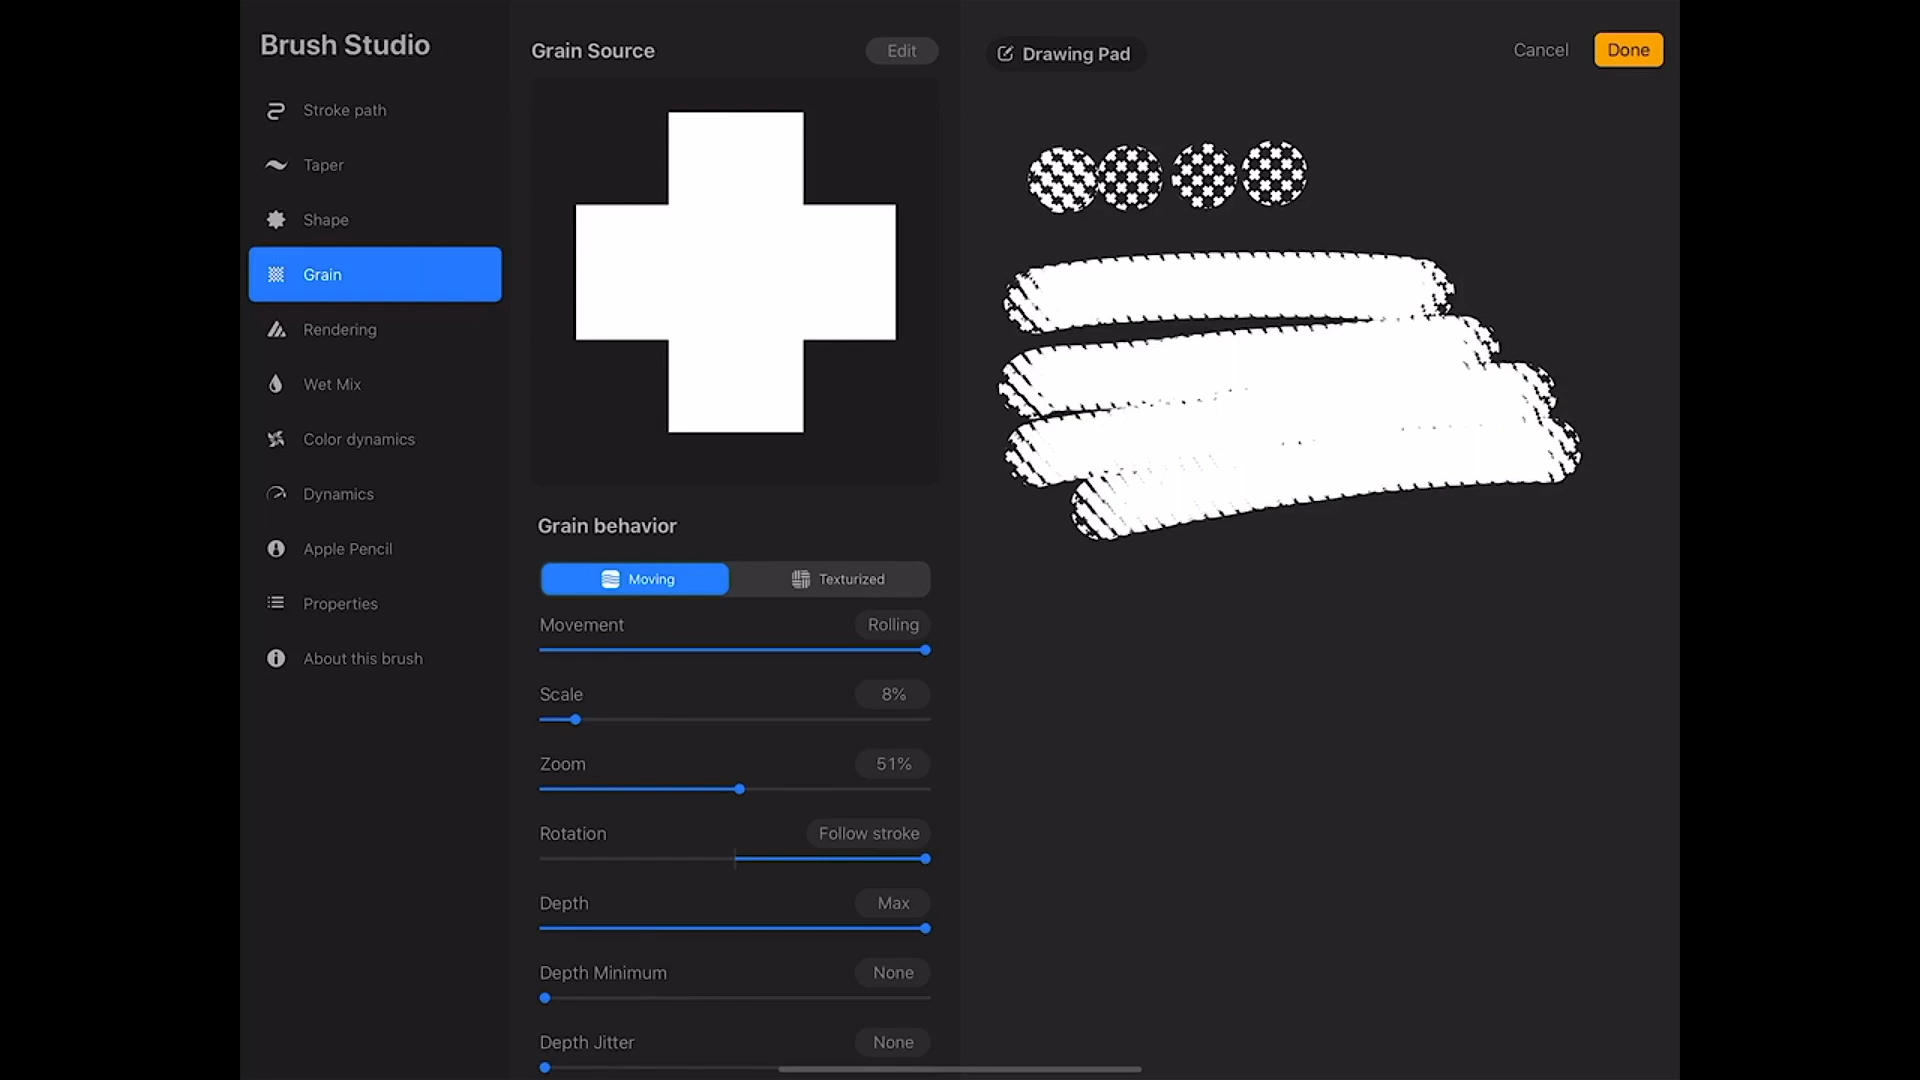 Brush Studio
Stroke path
Taper
Shape
Grain
Rendering
Wet Mix
Color dynamics
Dynamics
Apple Pencil
Properties
About this brush
Grain Source
Edit
Grain behavior
Moving
Texturized
Movement
Rolling
Scale
8%
Zoom
51%
Rotation
Follow stroke
Depth
Max
Depth Minimum
None
Depth Jitter
None
Drawing Pad
Cancel
Done